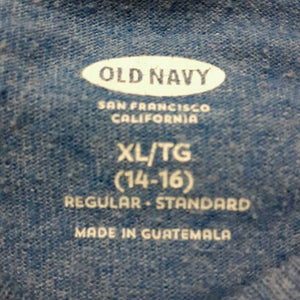 OLD NAVY
SAN FRANCISCO
CALIFORNIA
XL/TG
(14-16)
REGULAR - STANDARD
MADE IN GUATEMALA